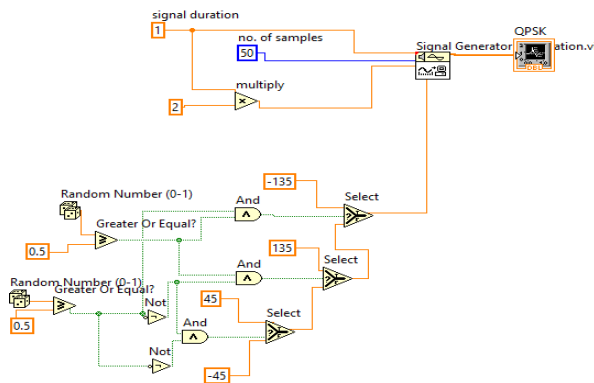 signal duration
1
no. of samples
50
QPSK
Signal Generator ation.v
DBL
multiply
2
×
-135
Random Number (0-1)
And
Select
Greater Or Equal?
0.5
135
And
Select
Random Number (0-1)
Greater Or Equal?
0.5
Not
45
And
Select
Not
-45